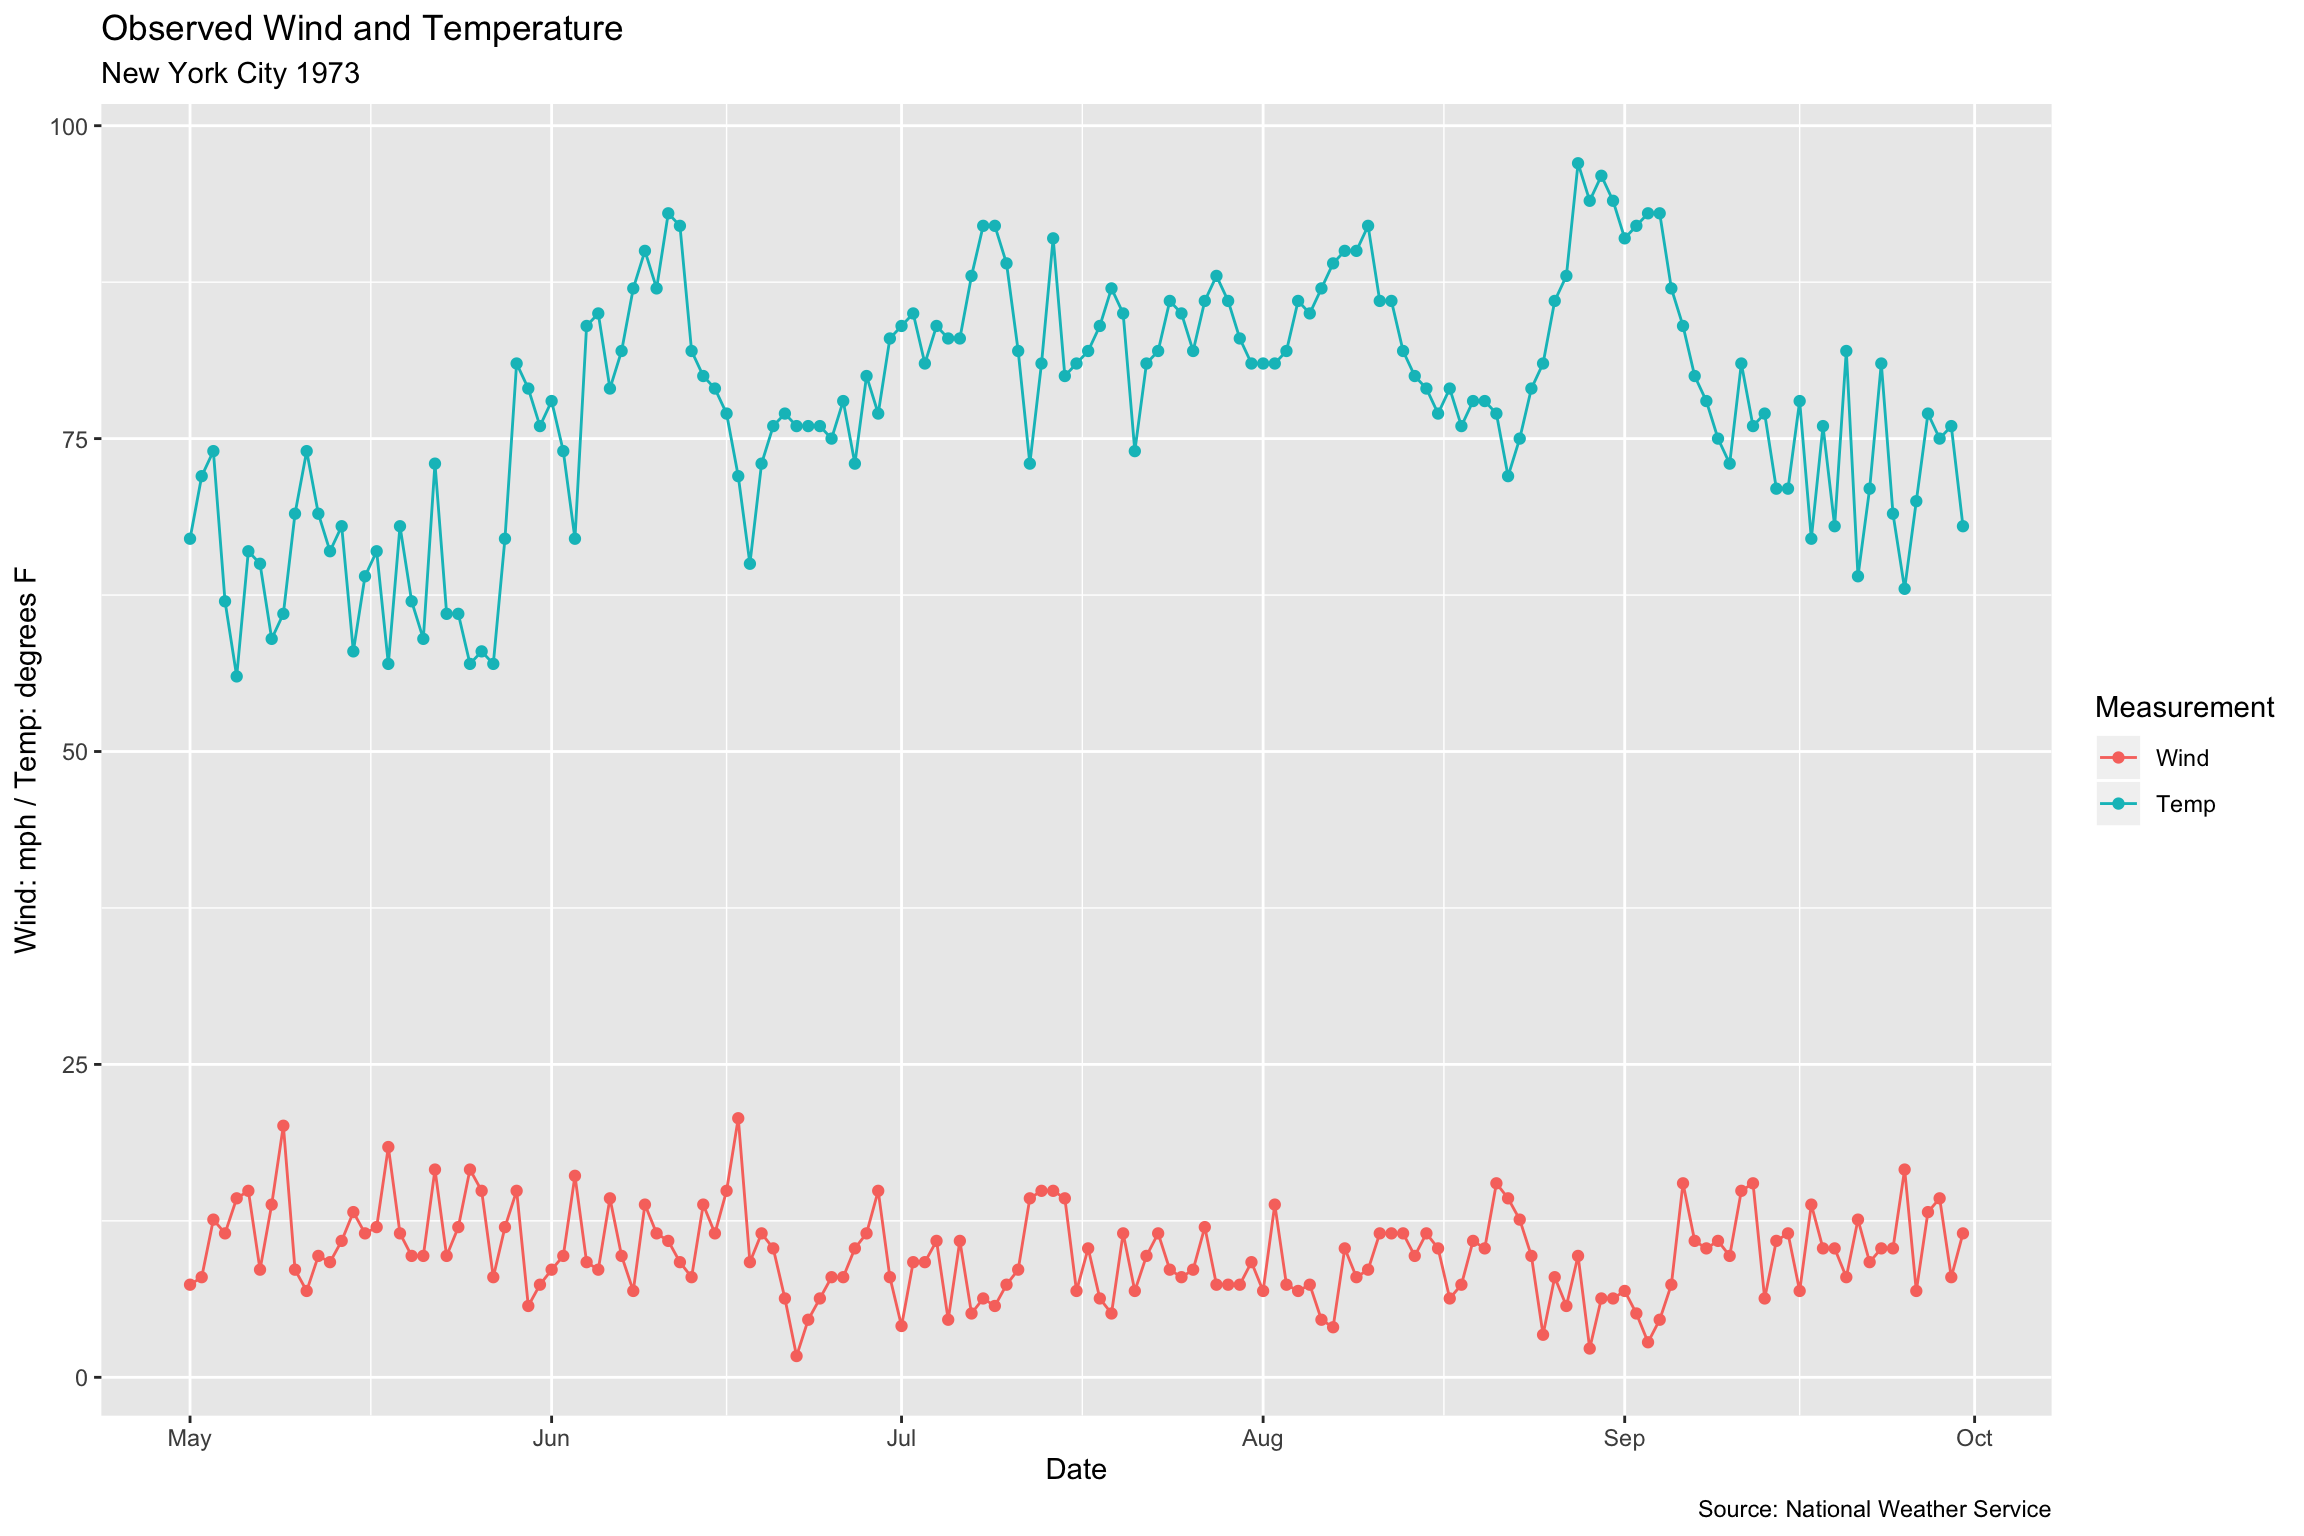 Observed Wind and Temperature
New York City 1973
100
75
50
25
0
Wind: mph / Temp: degrees F
May Jun Jul Aug Sep Oct
Date
Measurement
Wind
Temp
Source: National Weather Service